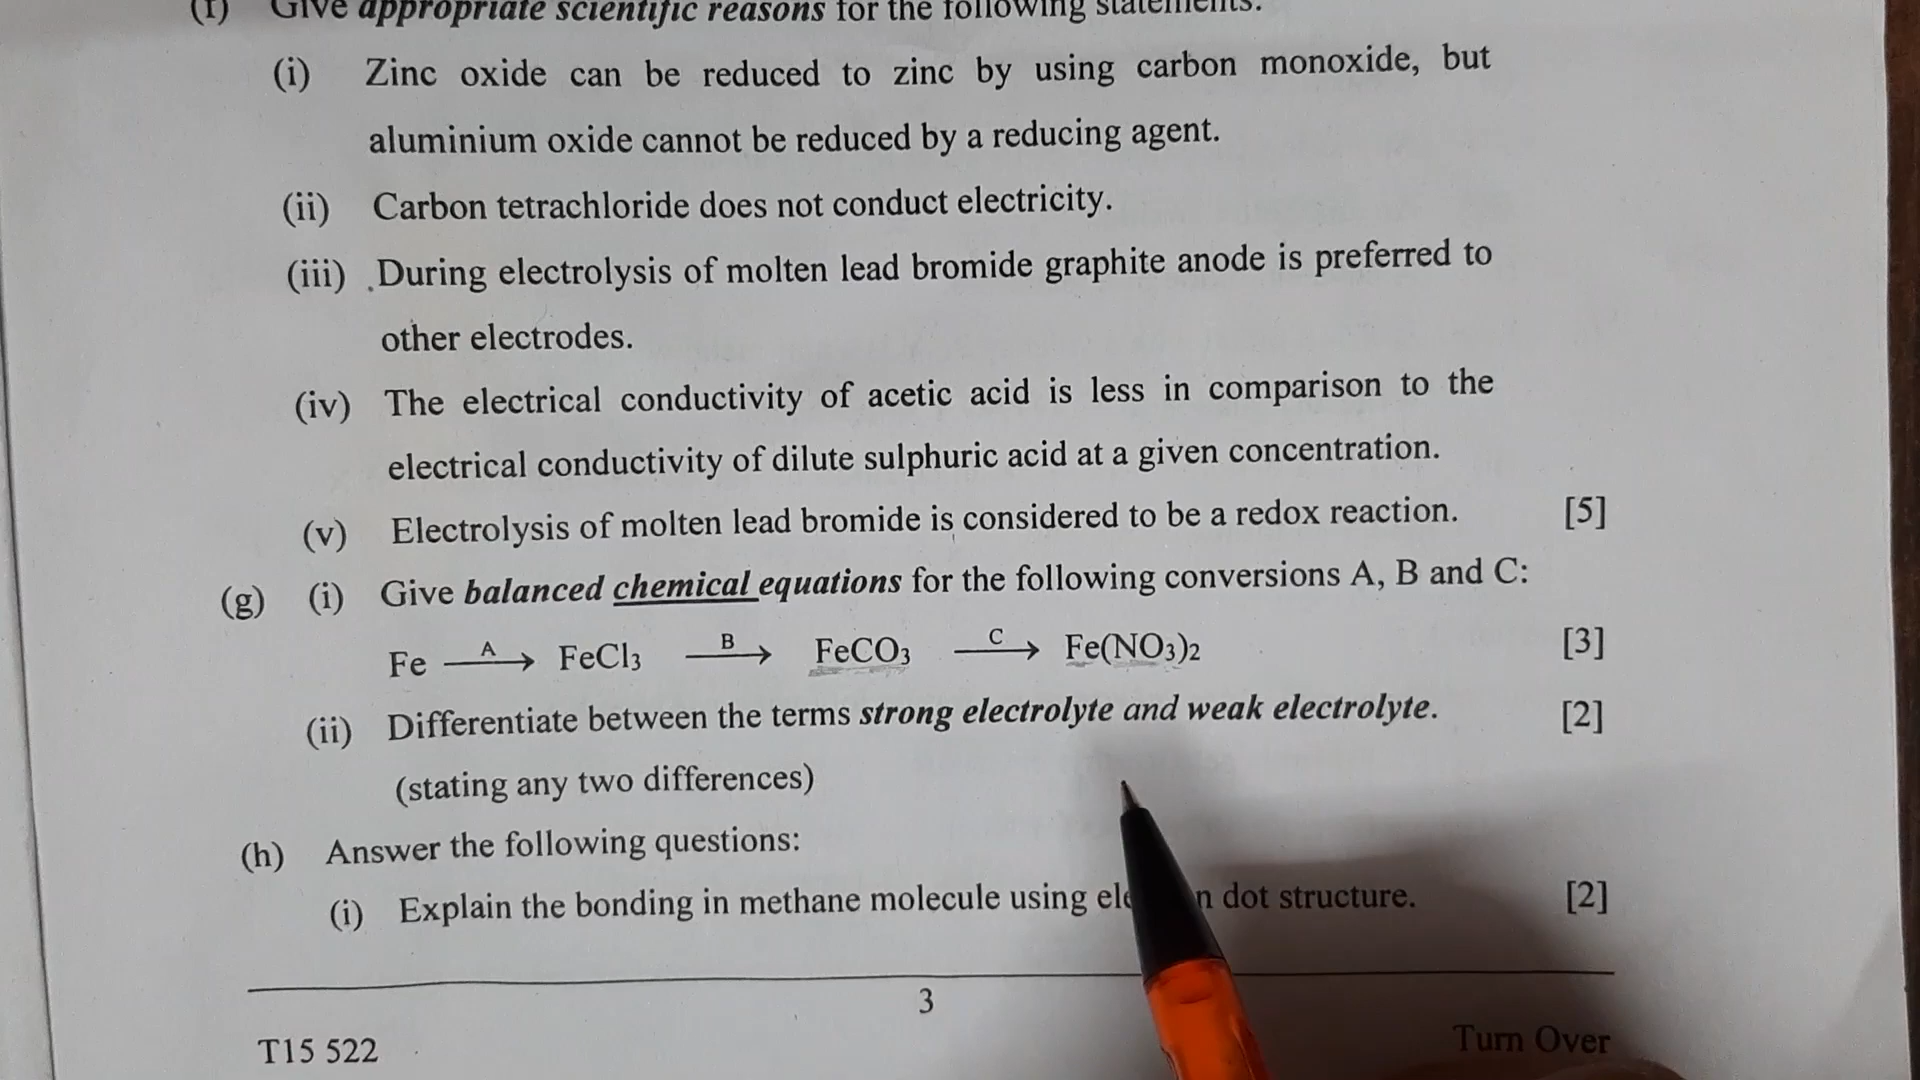 (f) Give appropriate scientific reasons for the following statements:
(i) Zinc oxide can be reduced to zinc by using carbon monoxide, but
aluminium oxide cannot be reduced by a reducing agent.
(ii) Carbon tetrachloride does not conduct electricity.
(iii) During electrolysis of molten lead bromide graphite anode is preferred to
other electrodes.
(iv) The electrical conductivity of acetic acid is less in comparison to the
electrical conductivity of dilute sulphuric acid at a given concentration.
(v) Electrolysis of molten lead bromide is considered to be a redox reaction. [5]
(g) (i) Give balanced chemical equations for the following conversions A, B and C:
Fe —A→ FeCl₃ —B→ FeCO₃ —C→ Fe(NO₃)₂ [3]
(ii) Differentiate between the terms strong electrolyte and weak electrolyte. [2]
(stating any two differences)
(h) Answer the following questions:
(i) Explain the bonding in methane molecule using dot structure. [2]
3
T15 522
Turn Over